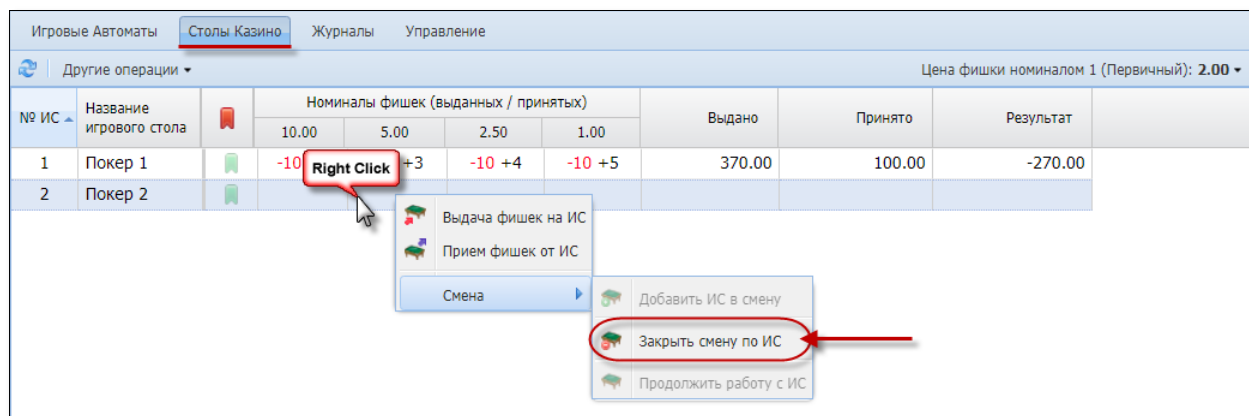 Игровые Автоматы Столы Казино Журналы Управление
Другие операции Цена фишки номиналом 1 (Первичный): 2.00
№ ИС Название игрового стола Номиналы фишек (выданных / принятых) Выдано Принято Результат
10.00 5.00 2.50 1.00
1 Покер 1 -10 +3 -10 +4 -10 +5 370.00 100.00 -270.00
Right Click
2 Покер 2
Выдача фишек на ИС
Прием фишек от ИС
Смена
Добавить ИС в смену
Закрыть смену по ИС
Продолжить работу с ИС